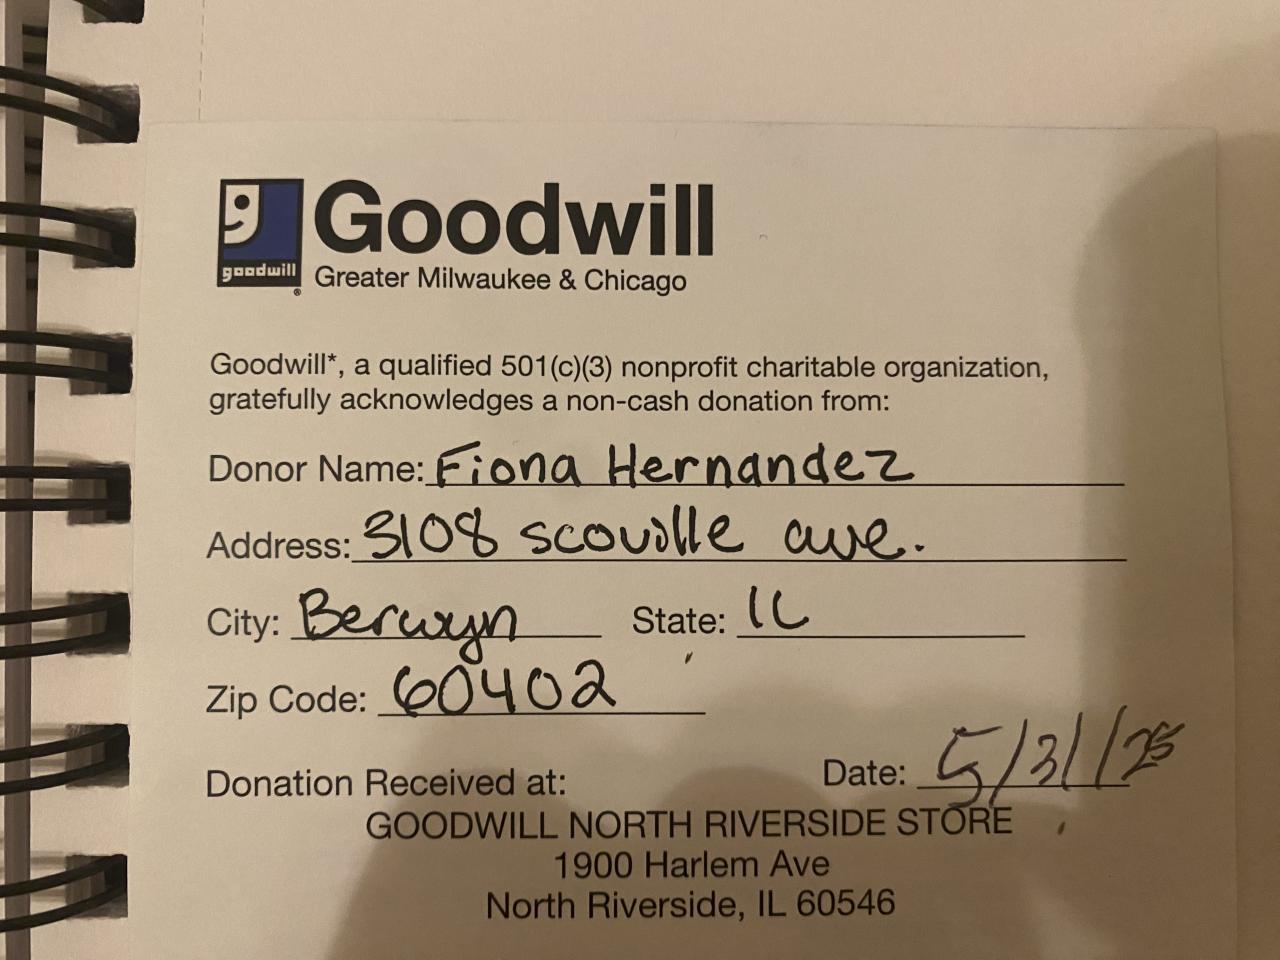 goodwill
®
Goodwill
Greater Milwaukee & Chicago
Goodwill*, a qualified 501(c)(3) nonprofit charitable organization,
gratefully acknowledges a non-cash donation from:
Donor Name: Fiona Hernandez
Address: 3108 scoville ave.
City: Berwyn State: IL
Zip Code: 60402
Donation Received at: Date: 5/31/25
GOODWILL NORTH RIVERSIDE STORE
1900 Harlem Ave
North Riverside, IL 60546